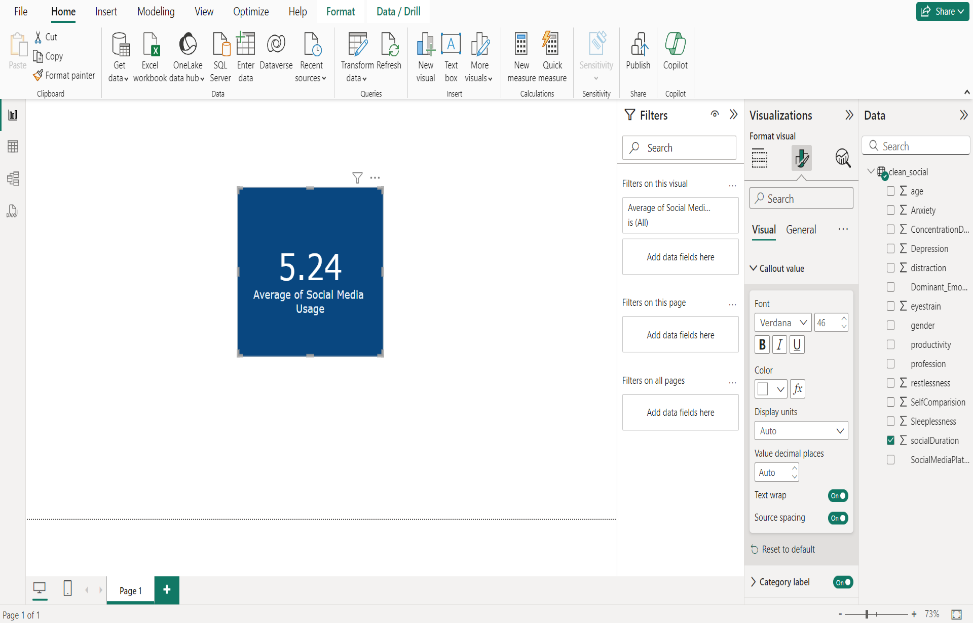 File Home Insert Modeling View Optimize Help Format Data / Drill Share
Paste
Cut
Copy
Format painter
Get data
Excel workbook
OneLake data hub
SQL Server
Enter data
Dataverse
Recent sources
Transform data
Refresh
New visual
Text box
More visuals
New measure
Quick measure
Sensitivity
Publish
Copilot
Clipboard Data Queries Insert Calculations Sensitivity Share Copilot
5.24
Average of Social Media
Usage
Filters
Search
Filters on this visual ...
Average of Social Medi...
is (All)
Add data fields here
Filters on this page ...
Add data fields here
Filters on all pages ...
Add data fields here
Visualizations
Format visual
Search
Visual General ...
Callout value
Font
Verdana 46
B I U
Color
fx
Display units
Auto
Value decimal places
Auto
Text wrap On
Source spacing On
Reset to default
Category label On
Data
Search
clean_social
Σ age
Σ Anxiety
Σ ConcentrationD...
Σ Depression
Σ distraction
Dominant_Emo...
Σ eyestrain
gender
productivity
profession
Σ restlessness
Σ SelfComparision
Σ Sleeplessness
Σ socialDuration
SocialMediaPlat...
Page 1 +
Page 1 of 1
- + 73%